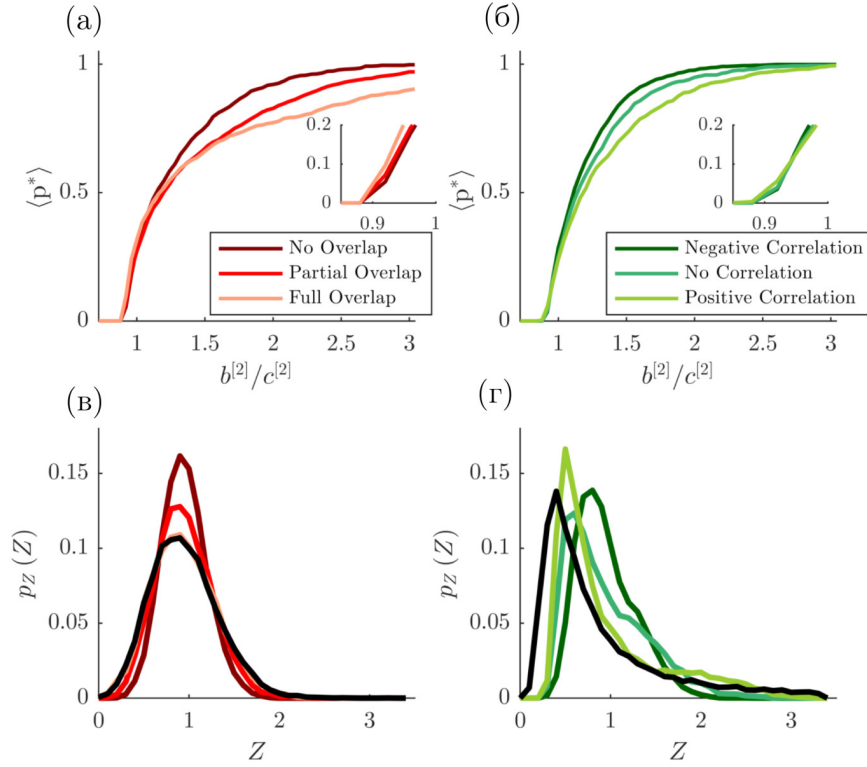 (а)
1
0.5
0
⟨p*⟩
0.2
0.1
0
0.9
1
No Overlap
Partial Overlap
Full Overlap
1
1.5
2
2.5
3
b[2]/c[2]
(б)
1
0.5
0
⟨p*⟩
0.2
0.1
0
0.9
1
Negative Correlation
No Correlation
Positive Correlation
1
1.5
2
2.5
3
b[2]/c[2]
(в)
0.15
0.1
0.05
0
pZ (Z)
0
1
2
3
Z
(г)
0.15
0.1
0.05
0
pZ (Z)
0
1
2
3
Z